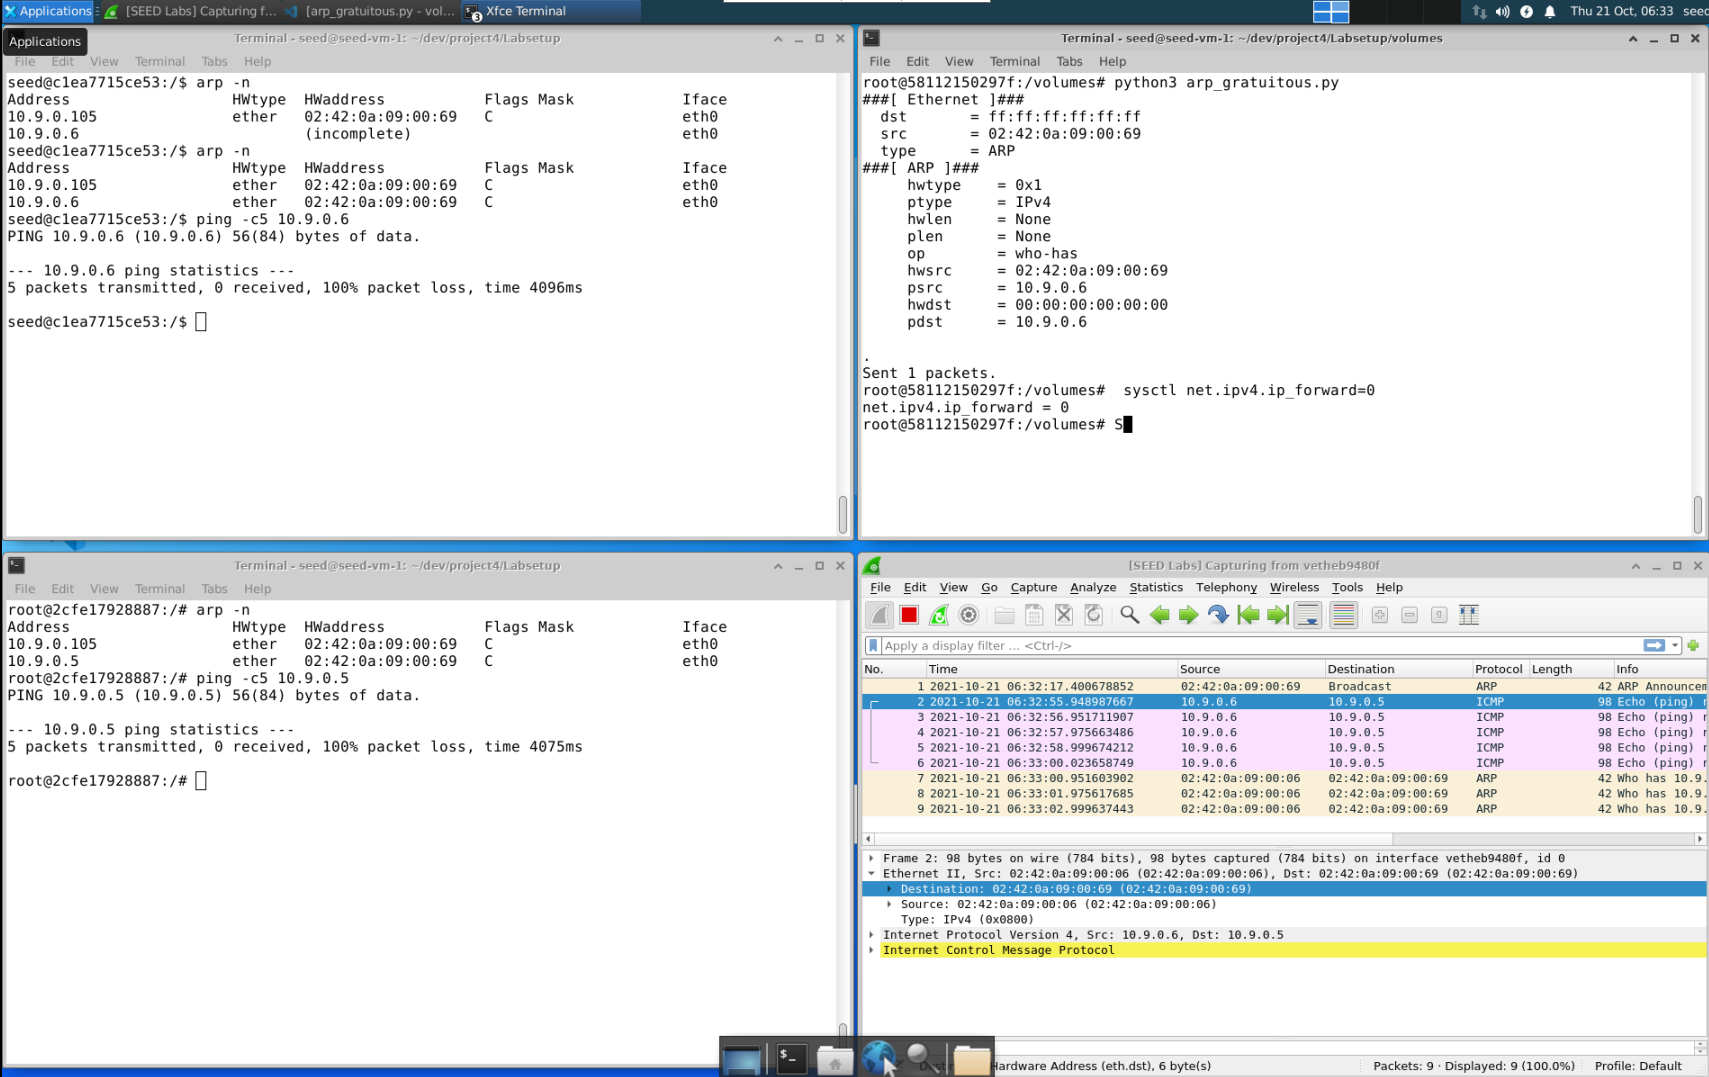 Applications
[SEED Labs] Capturing f...
[arp_gratuitous.py - vol...
3
Xfce Terminal
Thu 21 Oct, 06:33
seed
Applications
Terminal - seed@seed-vm-1: ~/dev/project4/Labsetup
File Edit View Terminal Tabs Help
seed@c1ea7715ce53:/$ arp -n
Address HWtype HWaddress Flags Mask Iface
10.9.0.105 ether 02:42:0a:09:00:69 C eth0
10.9.0.6 (incomplete) eth0
seed@c1ea7715ce53:/$ arp -n
Address HWtype HWaddress Flags Mask Iface
10.9.0.105 ether 02:42:0a:09:00:69 C eth0
10.9.0.6 ether 02:42:0a:09:00:69 C eth0
seed@c1ea7715ce53:/$ ping -c5 10.9.0.6
PING 10.9.0.6 (10.9.0.6) 56(84) bytes of data.
--- 10.9.0.6 ping statistics ---
5 packets transmitted, 0 received, 100% packet loss, time 4096ms
seed@c1ea7715ce53:/$
Terminal - seed@seed-vm-1: ~/dev/project4/Labsetup/volumes
File Edit View Terminal Tabs Help
root@58112150297f:/volumes# python3 arp_gratuitous.py
###[ Ethernet ]###
dst = ff:ff:ff:ff:ff:ff
src = 02:42:0a:09:00:69
type = ARP
###[ ARP ]###
hwtype = 0x1
ptype = IPv4
hwlen = None
plen = None
op = who-has
hwsrc = 02:42:0a:09:00:69
psrc = 10.9.0.6
hwdst = 00:00:00:00:00:00
pdst = 10.9.0.6
.
Sent 1 packets.
root@58112150297f:/volumes#  sysctl net.ipv4.ip_forward=0
net.ipv4.ip_forward = 0
root@58112150297f:/volumes# S
Terminal - seed@seed-vm-1: ~/dev/project4/Labsetup
File Edit View Terminal Tabs Help
root@2cfe17928887:/# arp -n
Address HWtype HWaddress Flags Mask Iface
10.9.0.105 ether 02:42:0a:09:00:69 C eth0
10.9.0.5 ether 02:42:0a:09:00:69 C eth0
root@2cfe17928887:/# ping -c5 10.9.0.5
PING 10.9.0.5 (10.9.0.5) 56(84) bytes of data.
--- 10.9.0.5 ping statistics ---
5 packets transmitted, 0 received, 100% packet loss, time 4075ms
root@2cfe17928887:/#
[SEED Labs] Capturing from vetheb9480f
File Edit View Go Capture Analyze Statistics Telephony Wireless Tools Help
Apply a display filter ... <Ctrl-/>
No. Time Source Destination Protocol Length Info
1 2021-10-21 06:32:17.400678852 02:42:0a:09:00:69 Broadcast ARP 42 ARP Announcem
2 2021-10-21 06:32:55.948987667 10.9.0.6 10.9.0.5 ICMP 98 Echo (ping) r
3 2021-10-21 06:32:56.951711907 10.9.0.6 10.9.0.5 ICMP 98 Echo (ping) r
4 2021-10-21 06:32:57.975663486 10.9.0.6 10.9.0.5 ICMP 98 Echo (ping) r
5 2021-10-21 06:32:58.999674212 10.9.0.6 10.9.0.5 ICMP 98 Echo (ping) r
6 2021-10-21 06:33:00.023658749 10.9.0.6 10.9.0.5 ICMP 98 Echo (ping) r
7 2021-10-21 06:33:00.951603902 02:42:0a:09:00:06 02:42:0a:09:00:69 ARP 42 Who has 10.9.
8 2021-10-21 06:33:01.975617685 02:42:0a:09:00:06 02:42:0a:09:00:69 ARP 42 Who has 10.9.
9 2021-10-21 06:33:02.999637443 02:42:0a:09:00:06 02:42:0a:09:00:69 ARP 42 Who has 10.9.
Frame 2: 98 bytes on wire (784 bits), 98 bytes captured (784 bits) on interface vetheb9480f, id 0
Ethernet II, Src: 02:42:0a:09:00:06 (02:42:0a:09:00:06), Dst: 02:42:0a:09:00:69 (02:42:0a:09:00:69)
Destination: 02:42:0a:09:00:69 (02:42:0a:09:00:69)
Source: 02:42:0a:09:00:06 (02:42:0a:09:00:06)
Type: IPv4 (0x0800)
Internet Protocol Version 4, Src: 10.9.0.6, Dst: 10.9.0.5
Internet Control Message Protocol
Hardware Address (eth.dst), 6 byte(s)
Packets: 9 · Displayed: 9 (100.0%)
Profile: Default